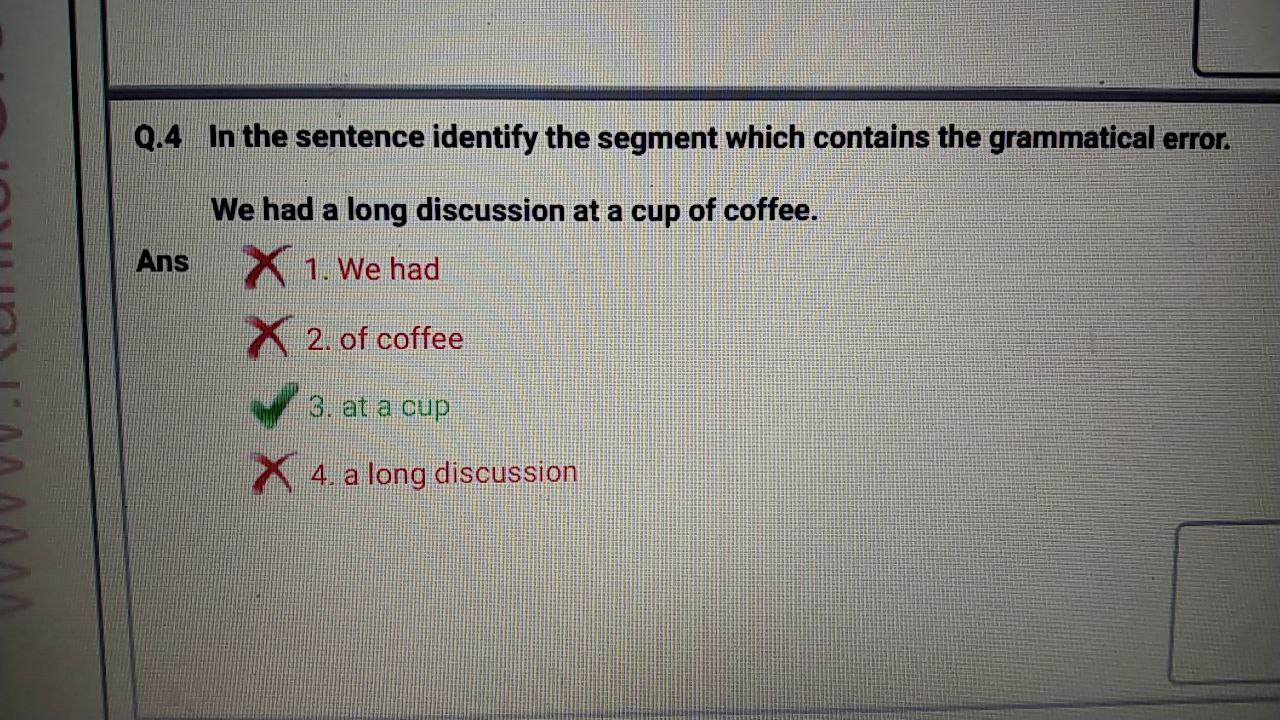 Q.4 In the sentence identify the segment which contains the grammatical error.
We had a long discussion at a cup of coffee.
Ans
1. We had
2. of coffee
3. at a cup
4. a long discussion